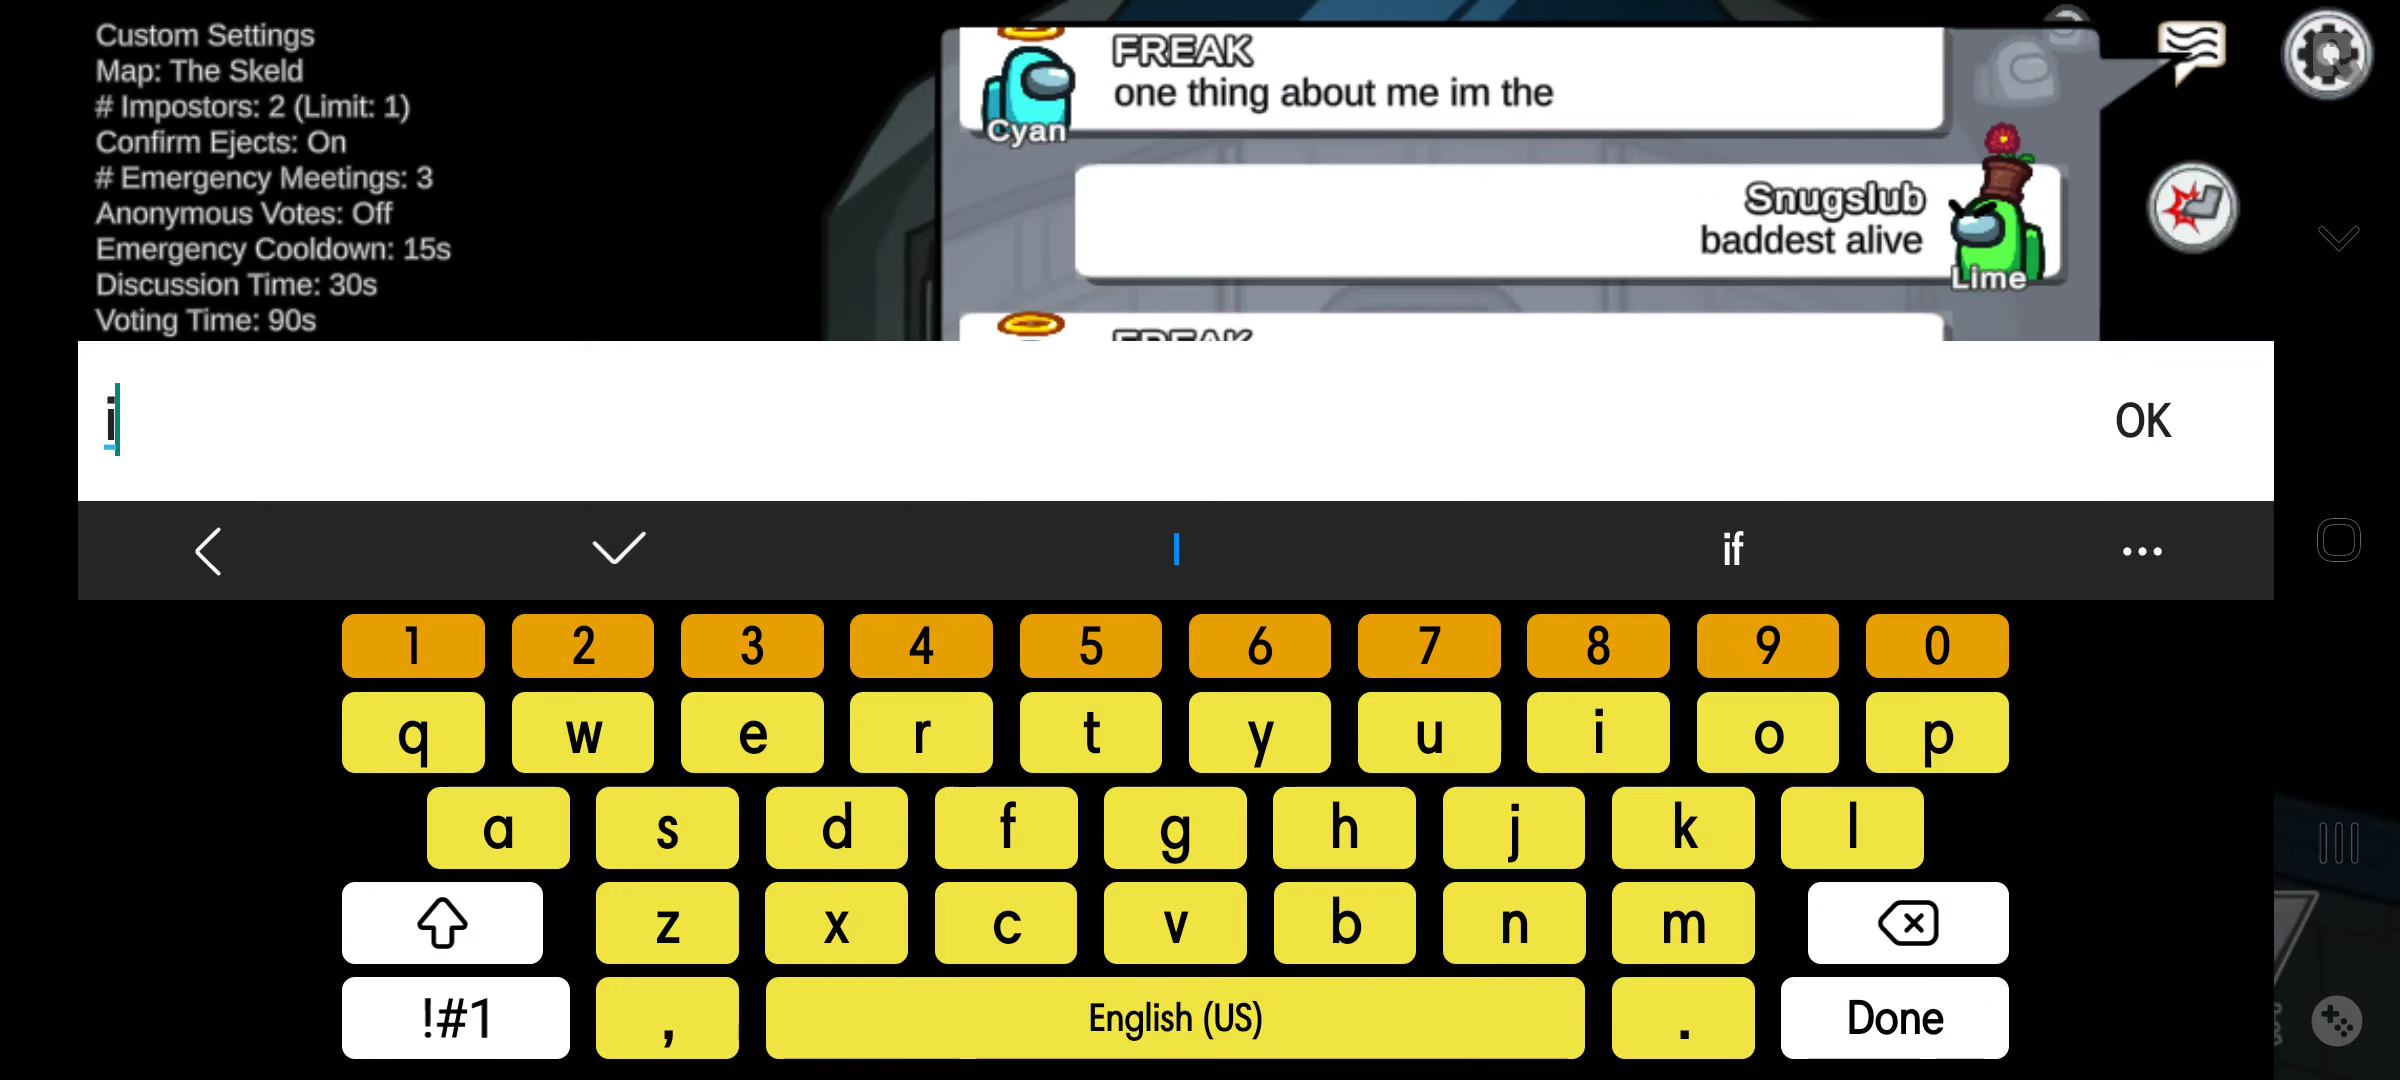 Custom Settings
Map: The Skeld
# Impostors: 2 (Limit: 1)
Confirm Ejects: On
# Emergency Meetings: 3
Anonymous Votes: Off
Emergency Cooldown: 15s
Discussion Time: 30s
Voting Time: 90s
FREAK
one thing about me im the
Cyan
Snugslub
baddest alive
Lime
FREAK
i
OK
I
if
1 2 3 4 5 6 7 8 9 0
q w e r t y u i o p
a s d f g h j k l
z x c v b n m
!#1 , English (US) . Done